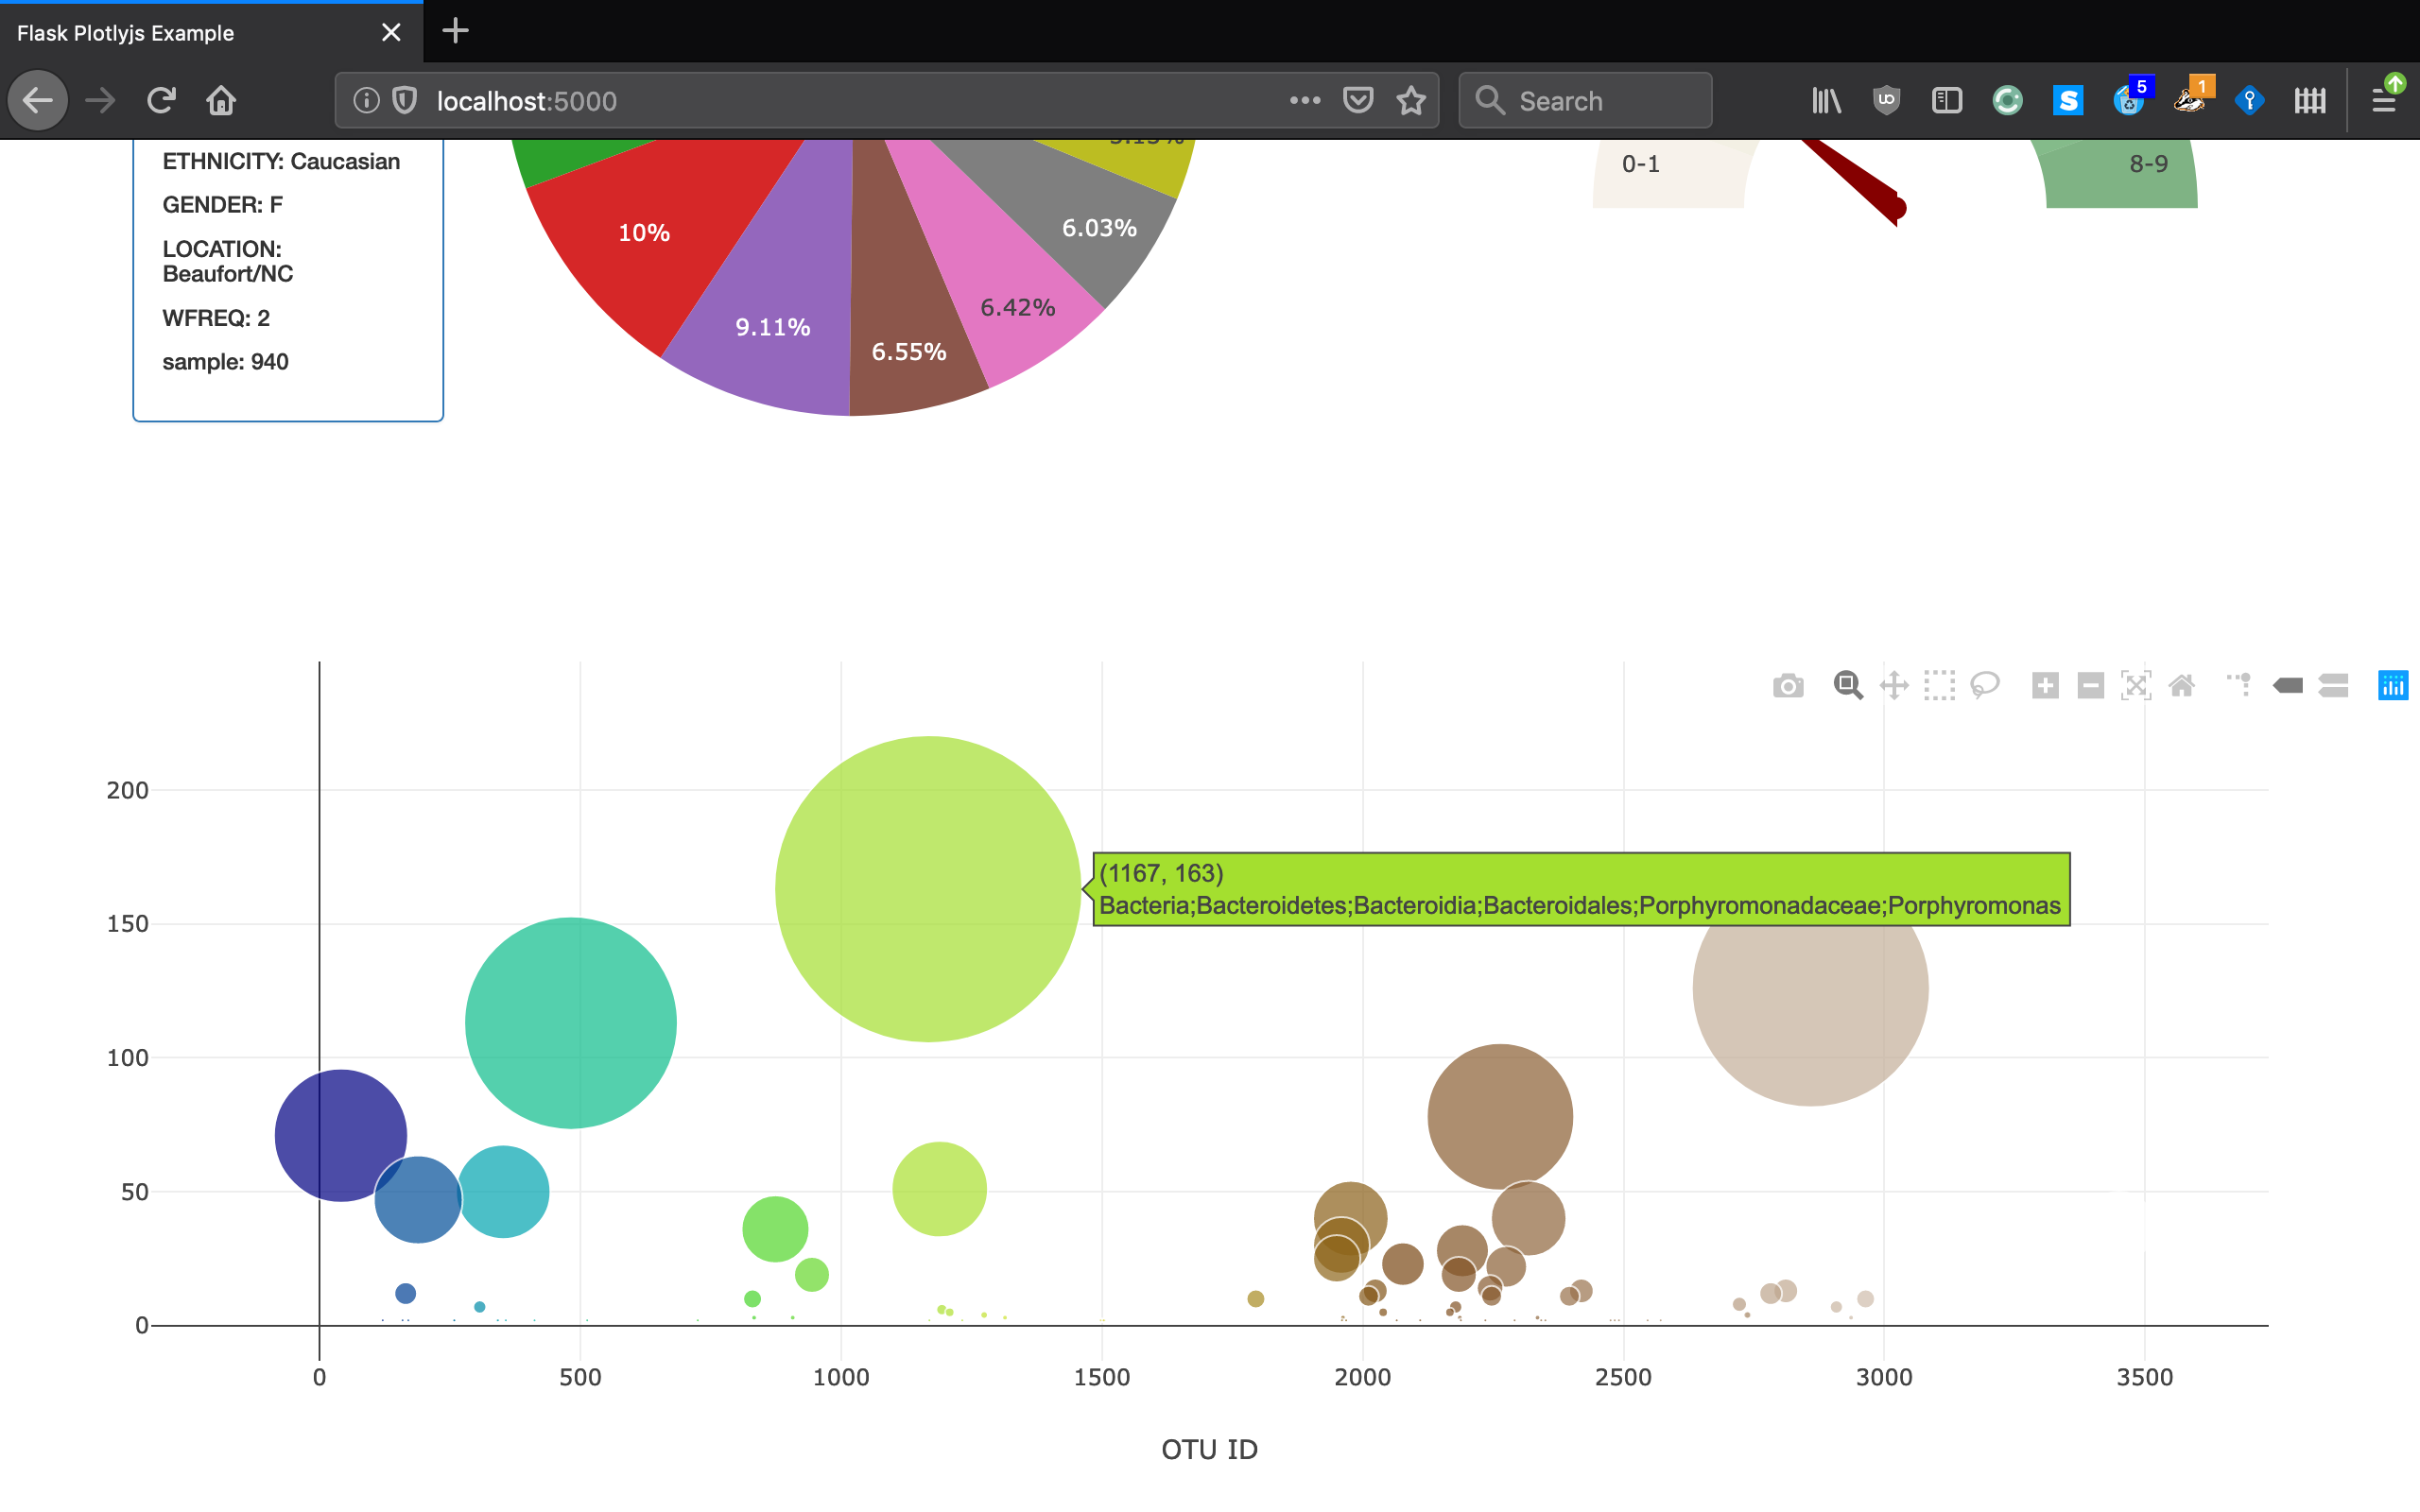 Flask Plotlyjs Example
localhost:5000
Search
5
1
ETHNICITY: Caucasian
GENDER: F
LOCATION:
Beaufort/NC
WFREQ: 2
sample: 940
10%
9.11%
6.55%
6.42%
6.03%
0-1
8-9
200
150
100
50
0
(1167, 163)
Bacteria;Bacteroidetes;Bacteroidia;Bacteroidales;Porphyromonadaceae;Porphyromonas
0 500 1000 1500 2000 2500 3000 3500
OTU ID